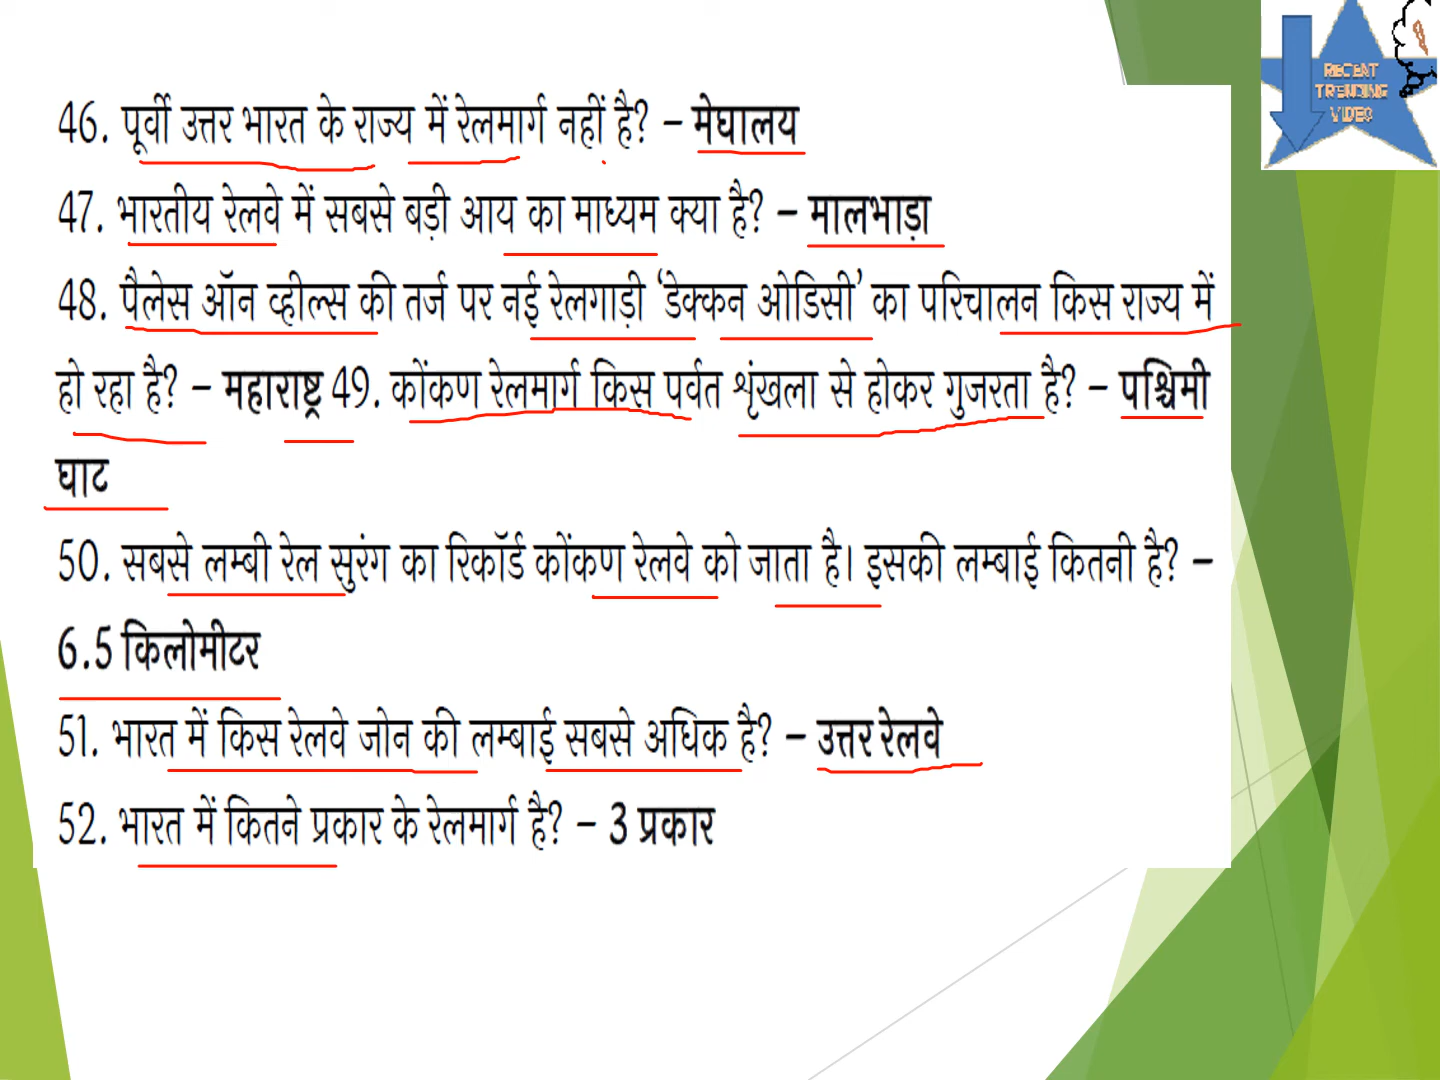 46. पूर्वी उत्तर भारत के राज्य में रेलमार्ग नहीं है? – मेघालय
47. भारतीय रेलवे में सबसे बड़ी आय का माध्यम क्या है? – मालभाड़ा
48. पैलेस ऑन व्हील्स की तर्ज पर नई रेलगाड़ी ‘डेक्कन ओडिसी’ का परिचालन किस राज्य में
हो रहा है? – महाराष्ट्र 49. कोंकण रेलमार्ग किस पर्वत शृंखला से होकर गुजरता है? – पश्चिमी
घाट
50. सबसे लम्बी रेल सुरंग का रिकॉर्ड कोंकण रेलवे को जाता है। इसकी लम्बाई कितनी है? –
6.5 किलोमीटर
51. भारत में किस रेलवे जोन की लम्बाई सबसे अधिक है? – उत्तर रेलवे
52. भारत में कितने प्रकार के रेलमार्ग है? – 3 प्रकार
RECENT
TRENDING
VIDEO